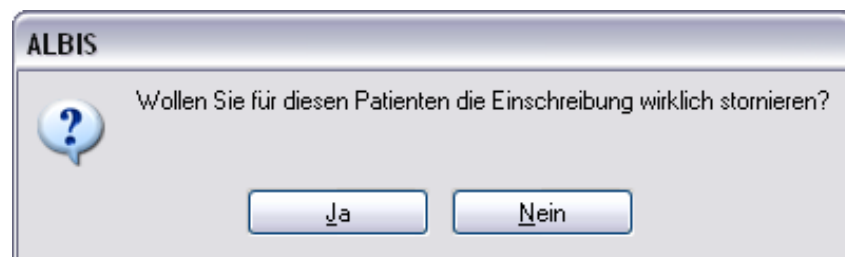 ALBIS
Wollen Sie für diesen Patienten die Einschreibung wirklich stornieren?
Ja
Nein